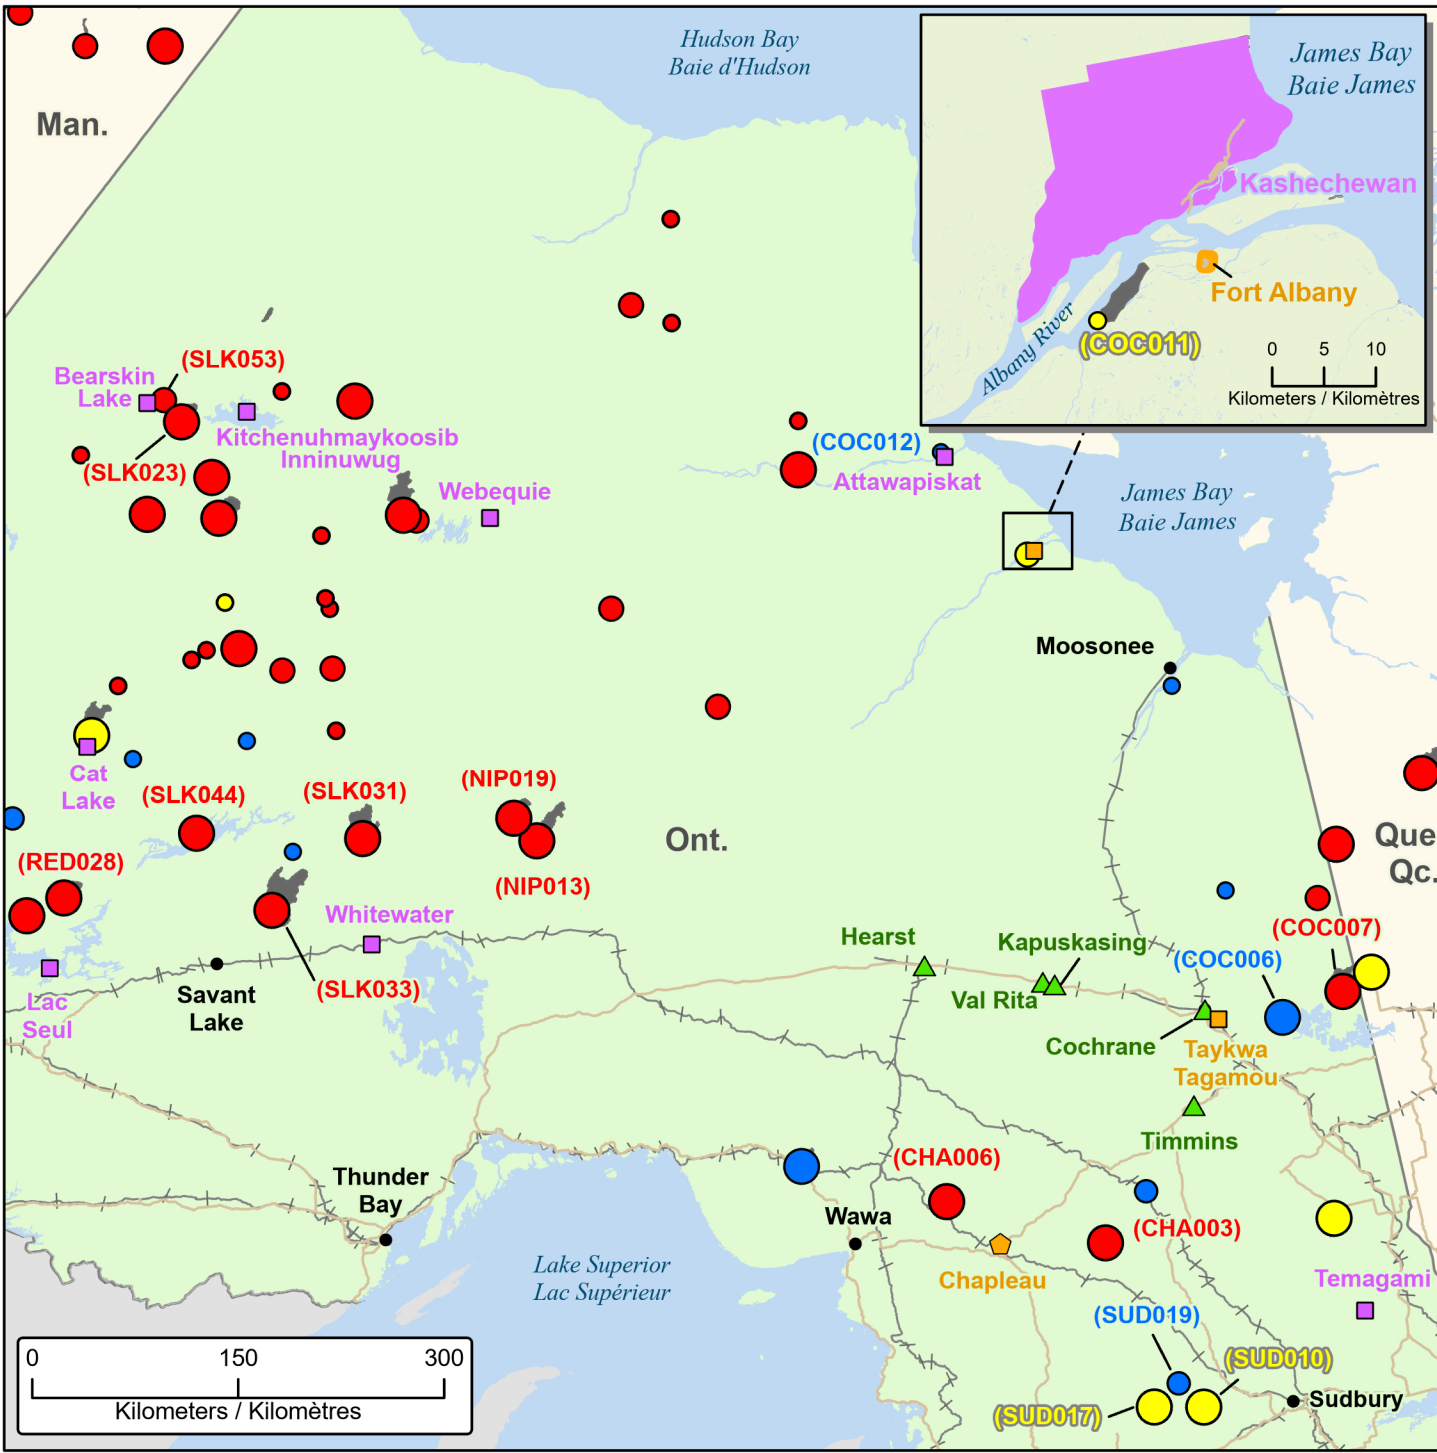 Hudson Bay
Baie d'Hudson
James Bay
Baie James
Man.
Kashechewan
Fort Albany
Albany River
(COC011)
0 5 10
Kilometers / Kilomètres
(SLK053)
Bearskin
Lake
Kitchenuhmaykoosib
Inninuwug
(SLK023)
Webequie
(COC012)
Attawapiskat
James Bay
Baie James
Moosonee
Cat
Lake
(SLK044)
(SLK031)
(NIP019)
(NIP013)
Ont.
Que
Qc.
(RED028)
Whitewater
(SLK033)
Savant
Lake
Lac
Seul
Hearst
Kapuskasing
Val Rita
(COC007)
(COC006)
Cochrane
Taykwa
Tagamou
Timmins
Thunder
Bay
(CHA006)
Wawa
(CHA003)
Chapleau
Lake Superior
Lac Supérieur
Temagami
(SUD019)
(SUD010)
(SUD017)
Sudbury
0 150 300
Kilometers / Kilomètres